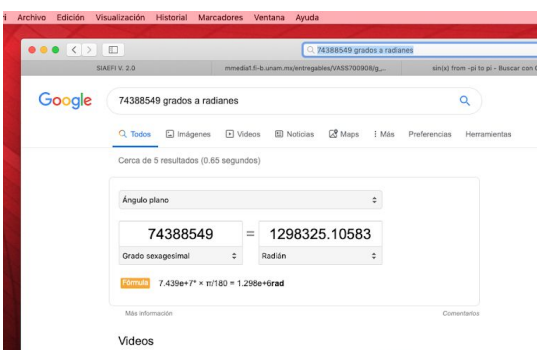 Archivo Edición Visualización Historial Marcadores Ventana Ayuda
74388549 grados a radianes
SIAEFI V. 2.0 mmedia1.fi-b.unam.mx/entregables/VASS700909/g_... sin(x) from -pi to pi - Buscar con
Google 74388549 grados a radianes
Todos Imágenes Videos Noticias Maps Más Preferencias Herramientas
Cerca de 5 resultados (0.65 segundos)
Ángulo plano
74388549 = 1298325.10583
Grado sexagesimal Radián
Fórmula 7.439e+7° × π/180 = 1.298e+6rad
Más información Comentarios
Videos